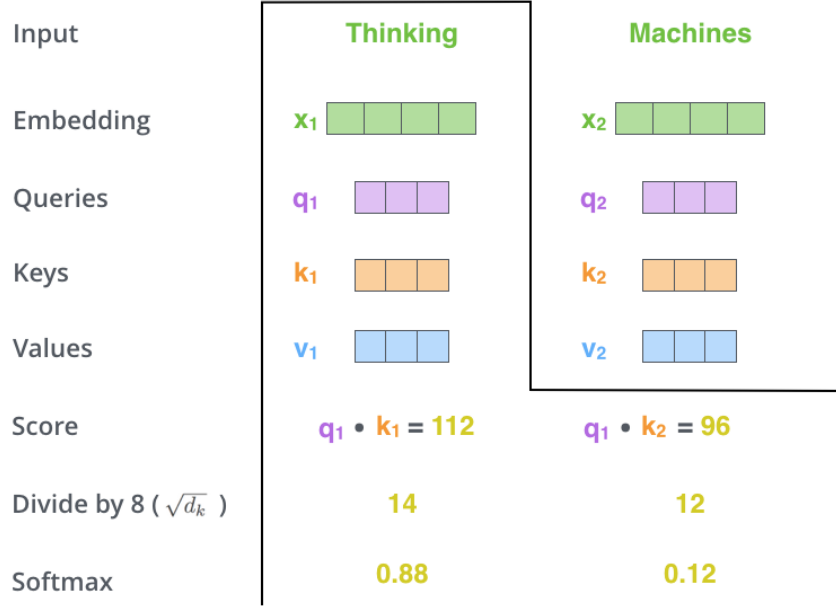 Input Thinking Machines
Embedding x₁ x₂
Queries q₁ q₂
Keys k₁ k₂
Values v₁ v₂
Score q₁ • k₁ = 112 q₁ • k₂ = 96
Divide by 8 ( √dₖ ) 14 12
Softmax 0.88 0.12